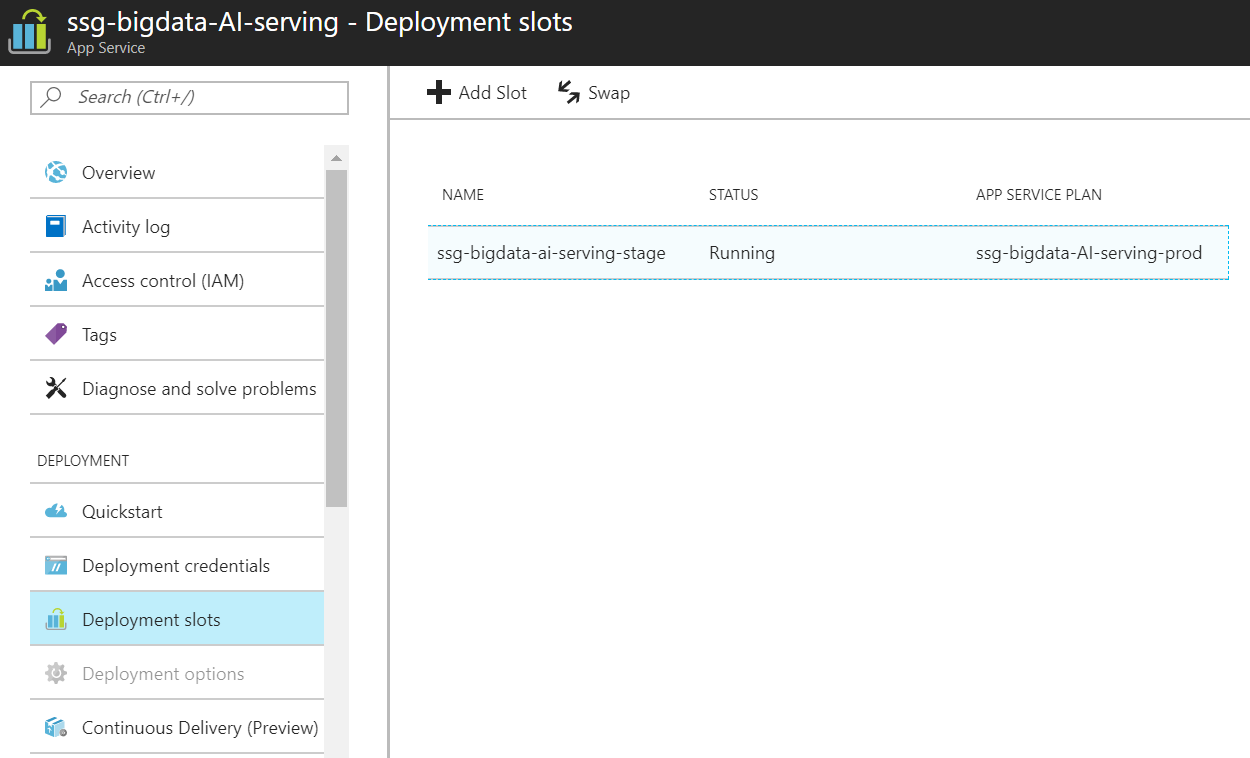 ssg-bigdata-AI-serving - Deployment slots
App Service
Search (Ctrl+/)
Add Slot
Swap
Overview
Activity log
Access control (IAM)
Tags
Diagnose and solve problems
DEPLOYMENT
Quickstart
Deployment credentials
Deployment slots
Deployment options
Continuous Delivery (Preview)
NAME STATUS APP SERVICE PLAN
ssg-bigdata-ai-serving-stage Running ssg-bigdata-AI-serving-prod